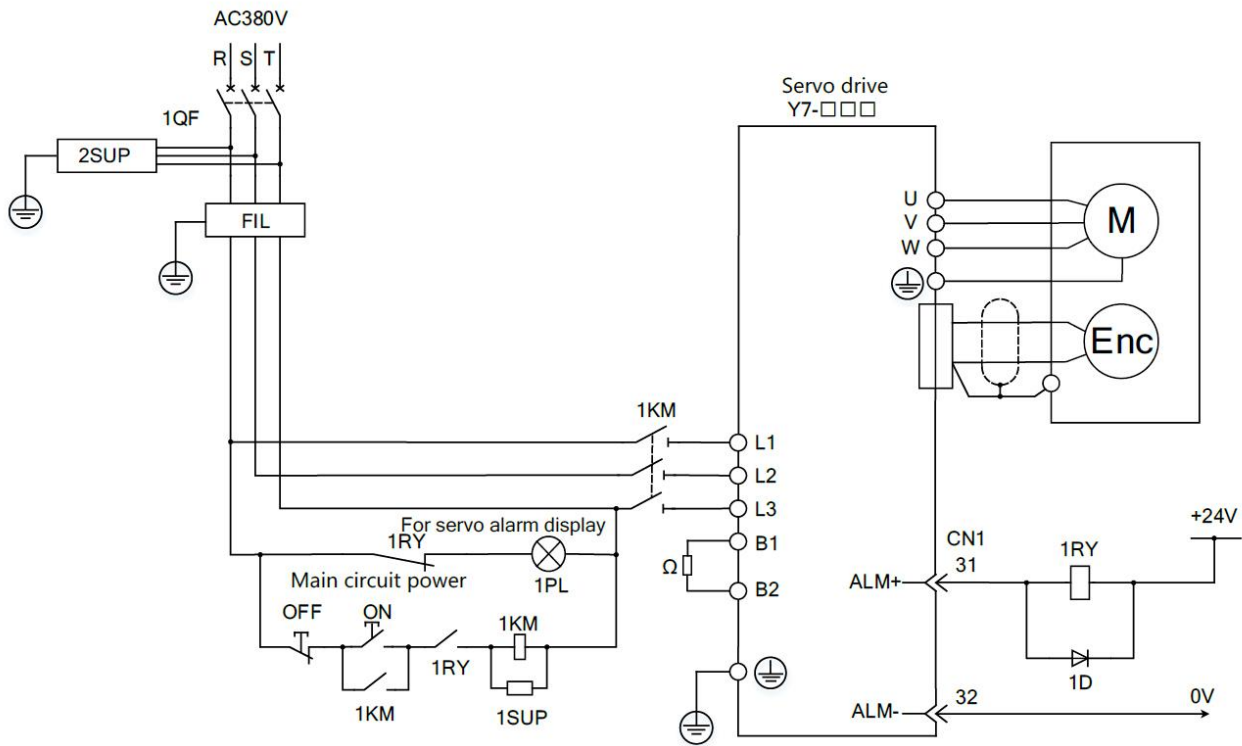 AC380V
R S T
1QF
2SUP
FIL
Servo drive
Y7-□□□
U
V
W
M
Enc
1KM
L1
L2
L3
B1
B2
Ω
For servo alarm display
1RY
1PL
Main circuit power
OFF
ON
1KM
1RY
1KM
1SUP
CN1
+24V
ALM+
31
1RY
1D
ALM-
32
0V